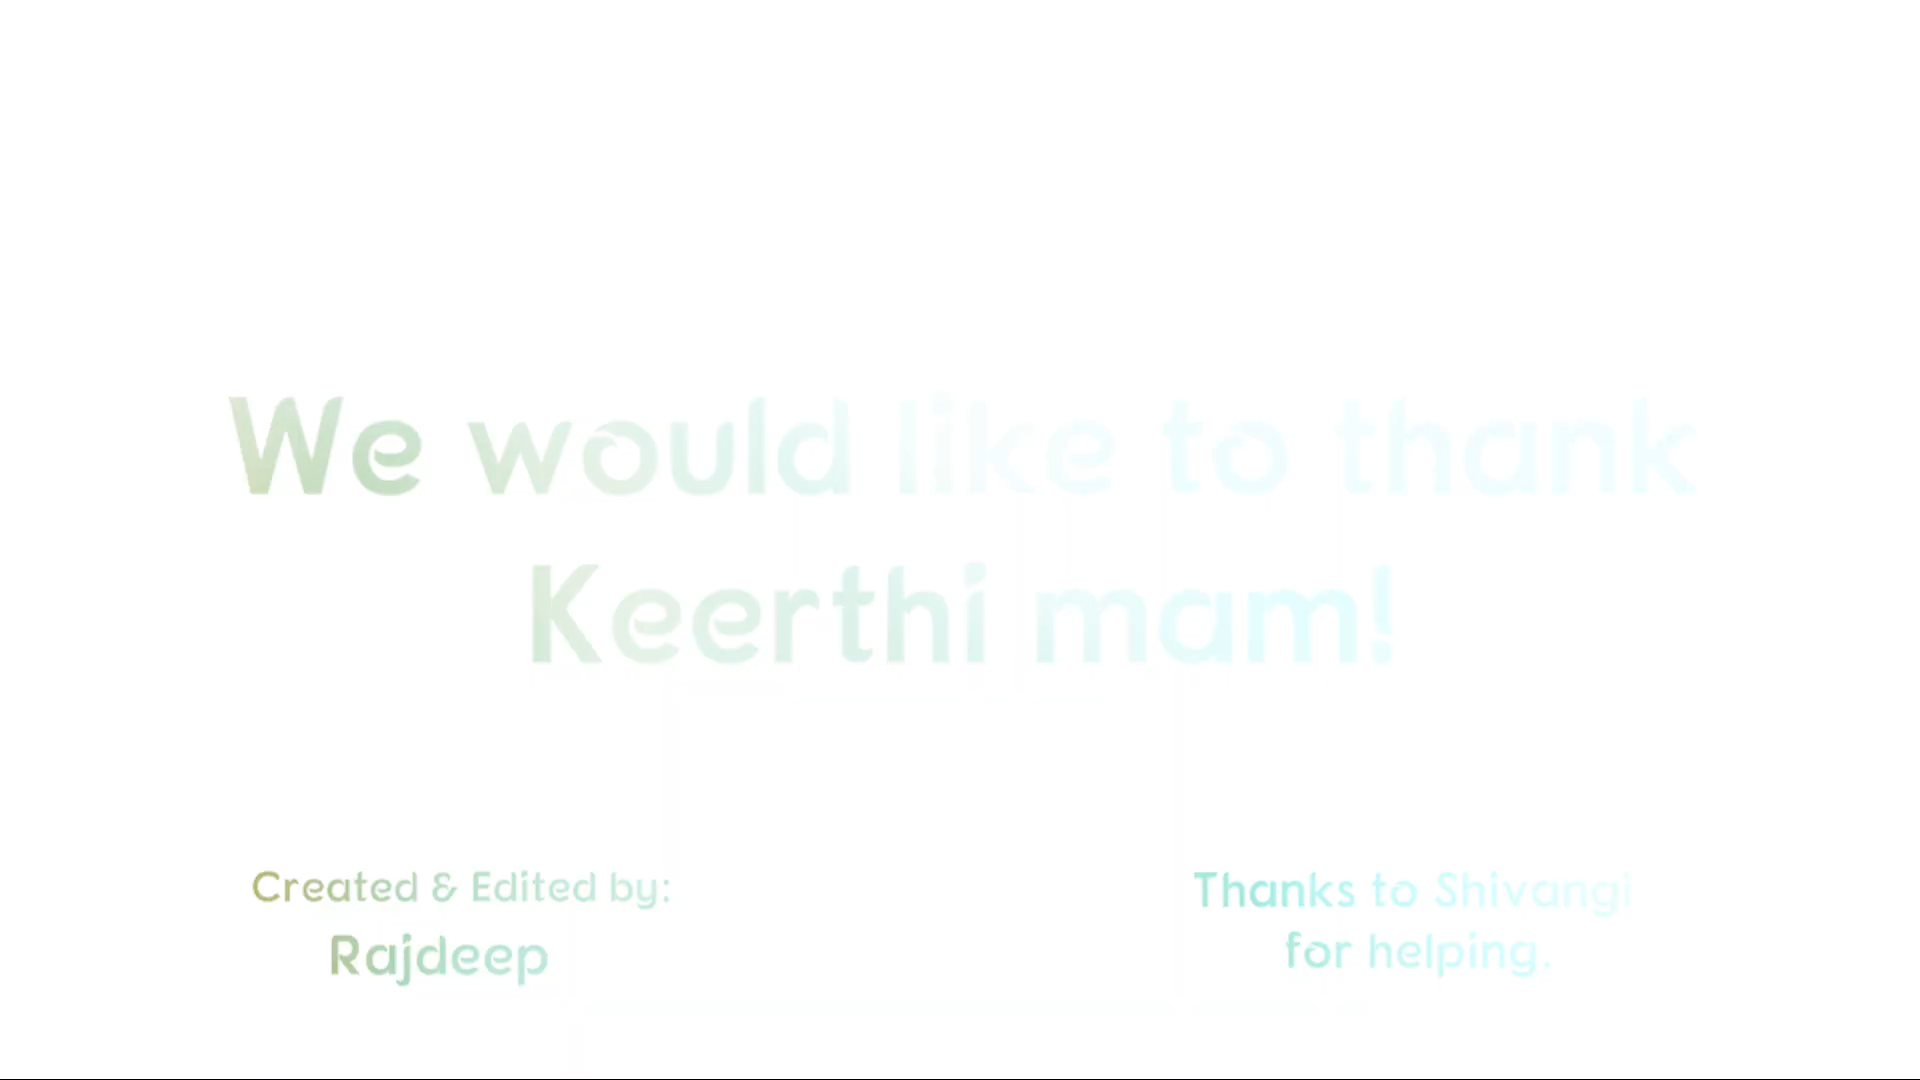 We would like to thank
Keerthi mam!
Created & Edited by:
Rajdeep
Thanks to Shivangi
for helping.